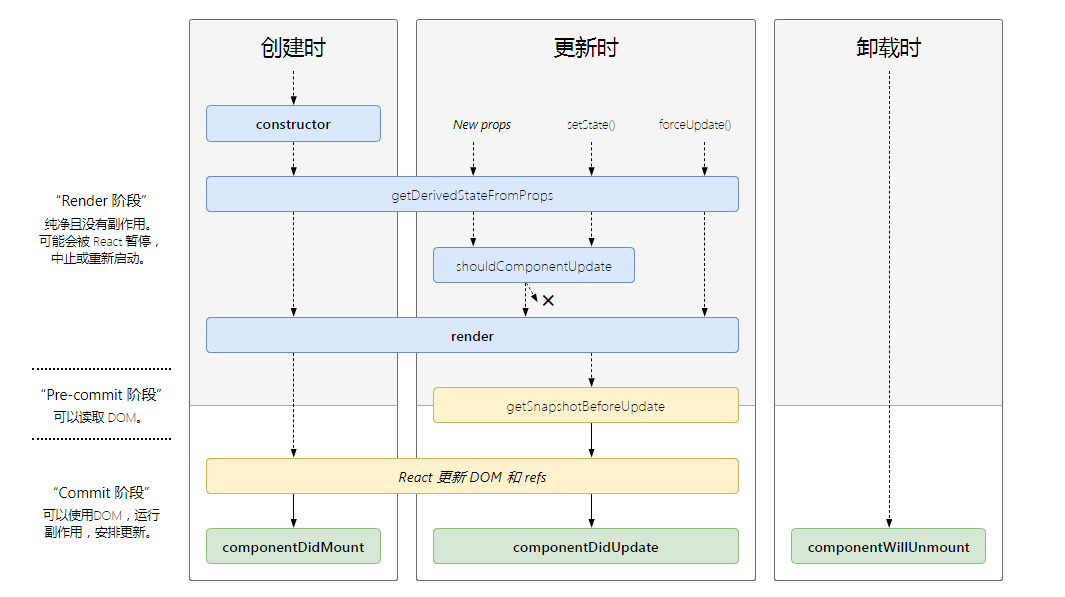 创建时
更新时
卸载时
constructor
New props
setState()
forceUpdate()
getDerivedStateFromProps
“Render 阶段”
纯净且没有副作用。
可能会被 React 暂停，
中止或重新启动。
shouldComponentUpdate
render
“Pre-commit 阶段”
可以读取 DOM。
getSnapshotBeforeUpdate
React 更新 DOM 和 refs
“Commit 阶段”
可以使用DOM，运行
副作用，安排更新。
componentDidMount
componentDidUpdate
componentWillUnmount